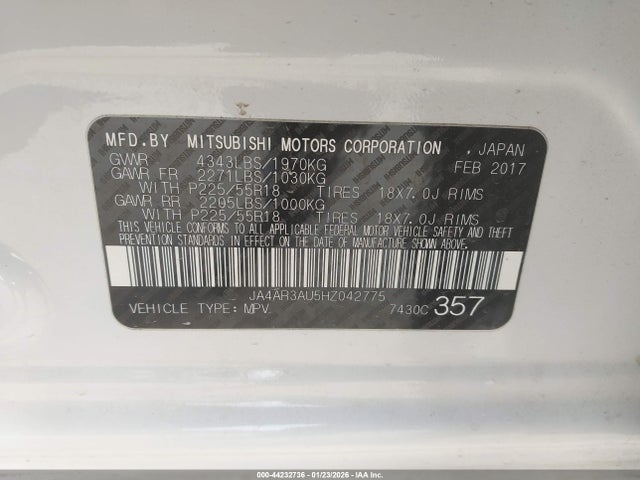 MFD.BY MITSUBISHI MOTORS CORPORATION , JAPAN
GVWR 4343LBS/1970KG FEB 2017
GAWR FR 2271LBS/1030KG
WITH P225/55R18 TIRES 18X7.0J RIMS
GAWR RR 2295LBS/1000KG
WITH P225/55R18 TIRES 18X7.0J RIMS
THIS VEHICLE CONFORMS TO ALL APPLICABLE FEDERAL MOTOR VEHICLE SAFETY AND THEFT
PREVENTION STANDARDS IN EFFECT ON THE DATE OF MANUFACTURE SHOWN ABOVE.
JA4AR3AU5HZ042775
VEHICLE TYPE: MPV. 7430C 357
000-44232736 - 01/23/2026 - IAA, Inc.